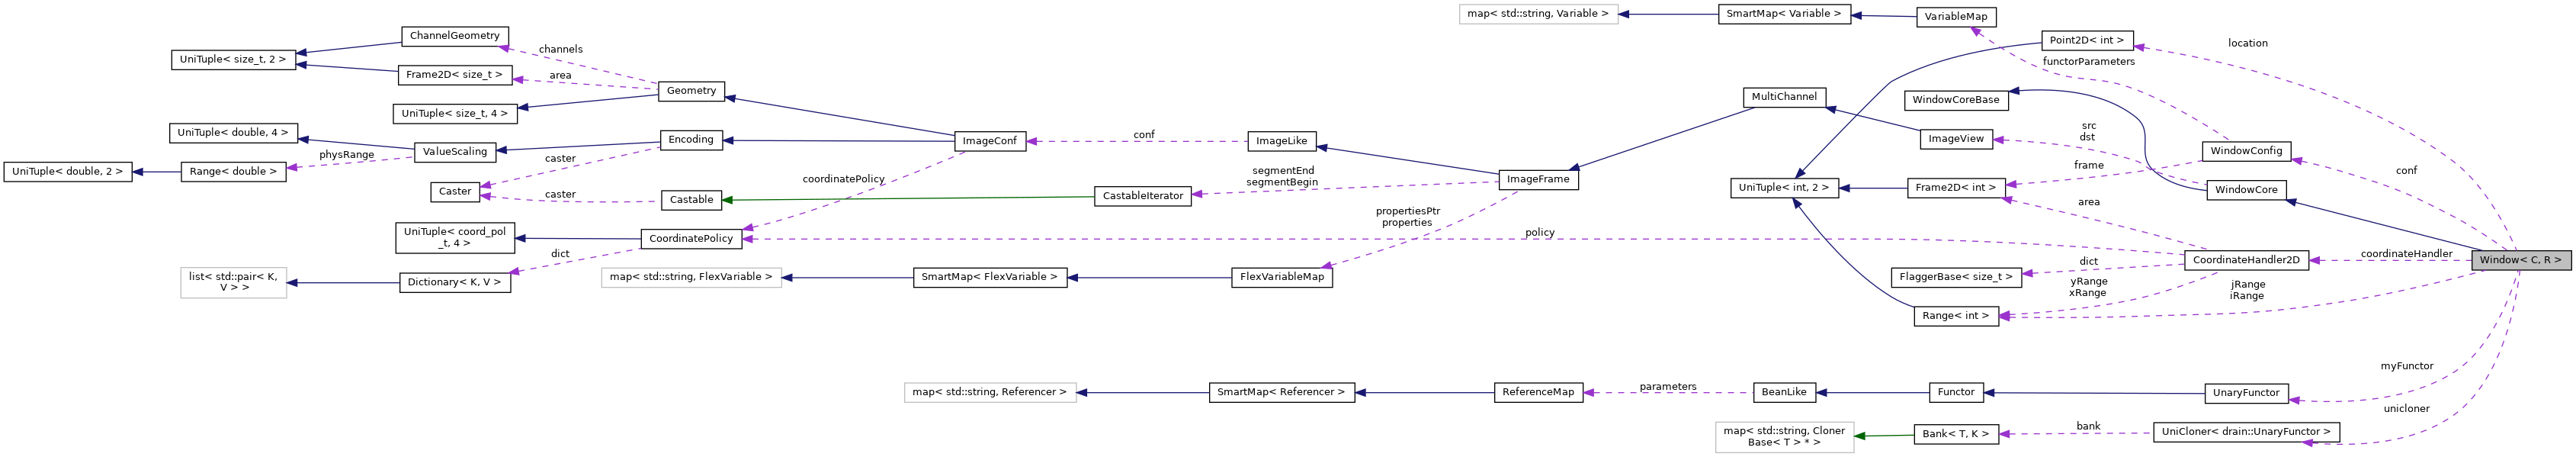 map< std::string, Variable >
SmartMap< Variable >
VariableMap
ChannelGeometry
Point2D< int >
location
channels
UniTuple< size_t, 2 >
functorParameters
Frame2D< size_t >
area
Geometry
MultiChannel
WindowCoreBase
UniTuple< size_t, 4 >
UniTuple< double, 4 >
Encoding
ImageConf
conf
ImageLike
ImageView
src
dst
ValueScaling
physRange
caster
WindowConfig
UniTuple< double, 2 >
Range< double >
coordinatePolicy
segmentEnd
segmentBegin
ImageFrame
frame
conf
Caster
caster
Castable
CastableIterator
UniTuple< int, 2 >
Frame2D< int >
WindowCore
area
propertiesPtr
properties
UniTuple< coord_pol
_t, 4 >
CoordinatePolicy
policy
dict
coordinateHandler
Window< C, R >
CoordinateHandler2D
dict
list< std::pair< K,
V > >
Dictionary< K, V >
map< std::string, FlexVariable >
SmartMap< FlexVariable >
FlexVariableMap
FlaggerBase< size_t >
yRange
xRange
jRange
iRange
Range< int >
myFunctor
map< std::string, Referencer >
SmartMap< Referencer >
ReferenceMap
parameters
BeanLike
Functor
UnaryFunctor
unicloner
map< std::string, Cloner
Base< T > * >
Bank< T, K >
bank
UniCloner< drain::UnaryFunctor >